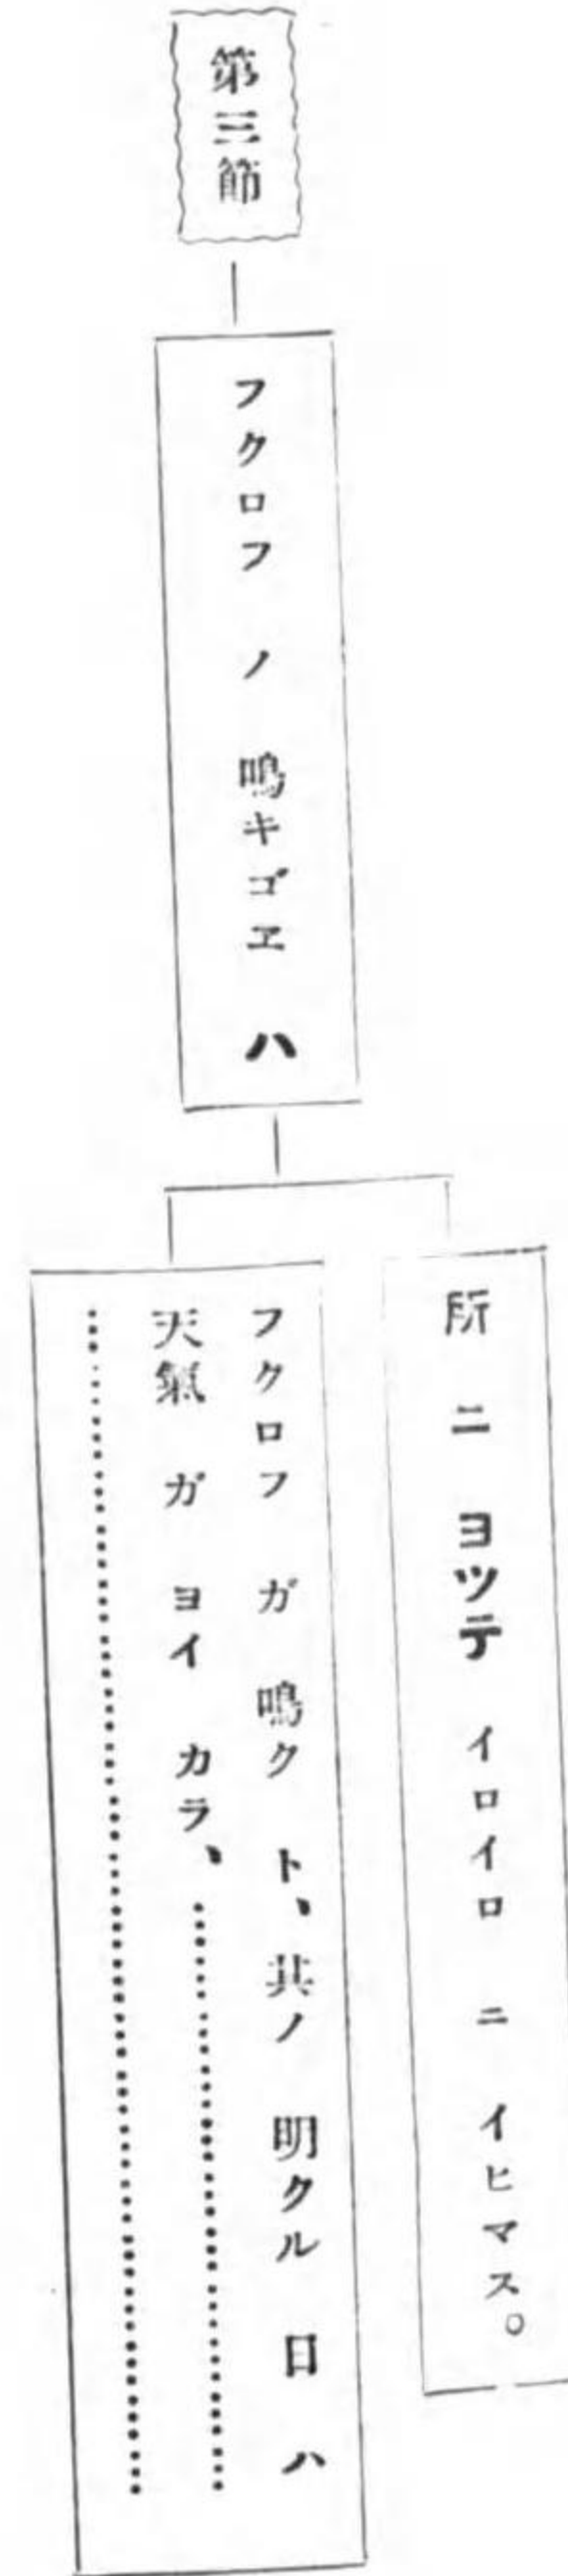 第三節
フクロフ ノ 鳴キゴヱ ハ
所 ニ ヨツテ イロイロ ニ イヒマス。
フクロフ ガ 鳴ク ト、共ノ 明クル 日 ハ
天氣 ガ ヨイ カラ、…………………………
……………………………………………………